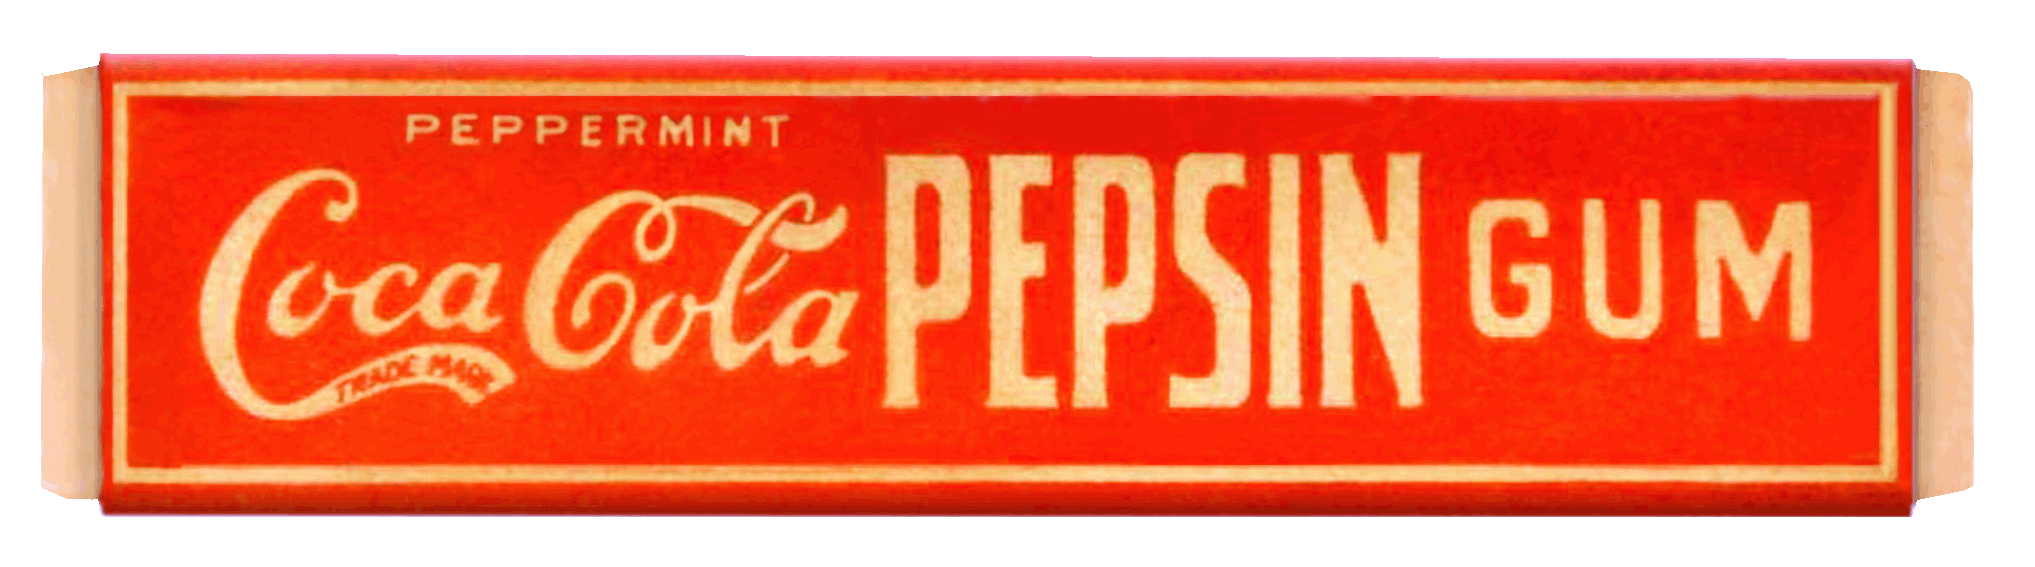 PEPPERMINT
Coca Cola PEPSIN GUM
TRADE MARK